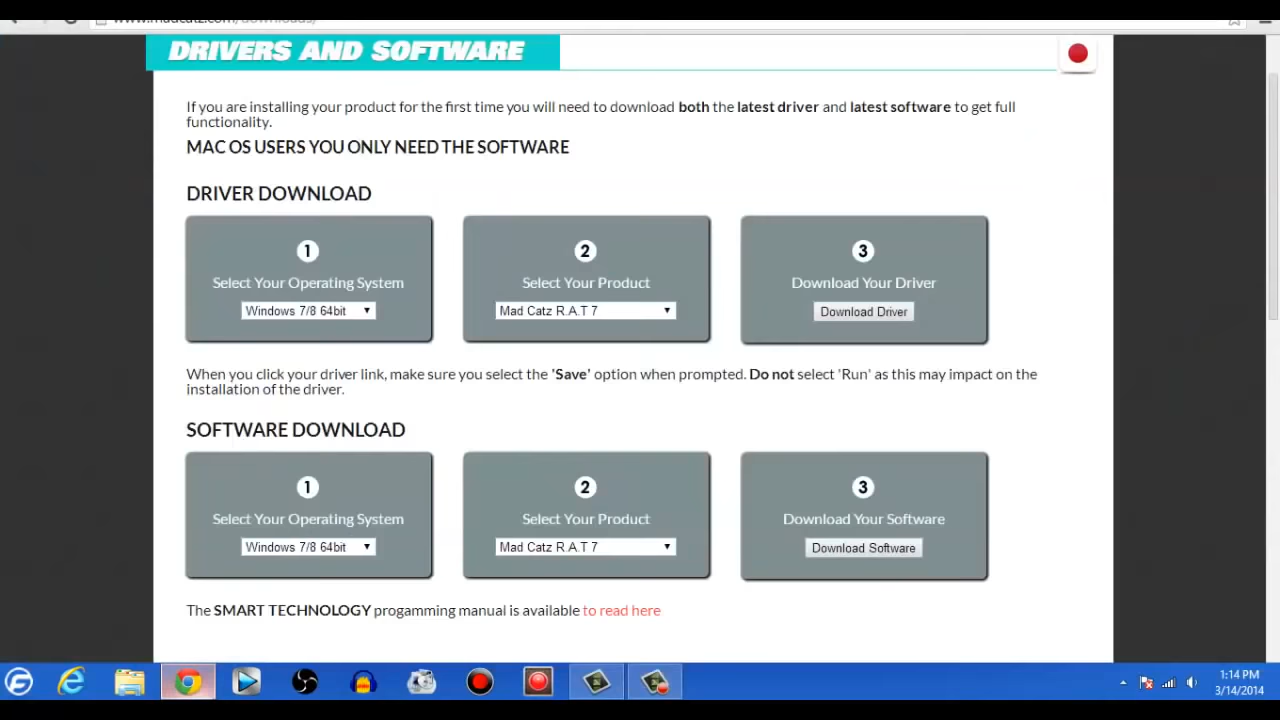 DRIVERS AND SOFTWARE
If you are installing your product for the first time you will need to download both the latest driver and latest software to get full
functionality.
MAC OS USERS YOU ONLY NEED THE SOFTWARE
DRIVER DOWNLOAD
1
Select Your Operating System
Windows 7/8 64bit
2
Select Your Product
Mad Catz R.A.T 7
3
Download Your Driver
Download Driver
When you click your driver link, make sure you select the 'Save' option when prompted. Do not select 'Run' as this may impact on the
installation of the driver.
SOFTWARE DOWNLOAD
1
Select Your Operating System
Windows 7/8 64bit
2
Select Your Product
Mad Catz R.A.T 7
3
Download Your Software
Download Software
The SMART TECHNOLOGY progamming manual is available to read here
1:14 PM
3/14/2014